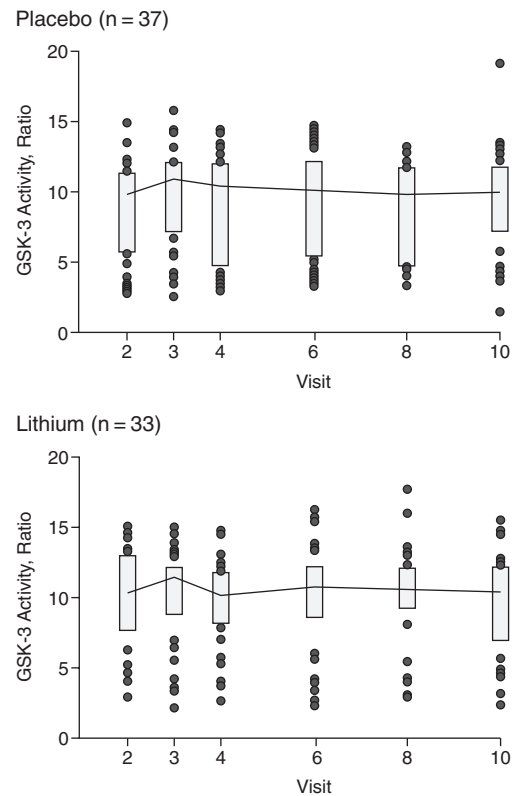 Placebo (n = 37)
GSK-3 Activity, Ratio
20
15
10
5
0
2 3 4 6 8 10
Visit
Lithium (n = 33)
GSK-3 Activity, Ratio
20
15
10
5
0
2 3 4 6 8 10
Visit